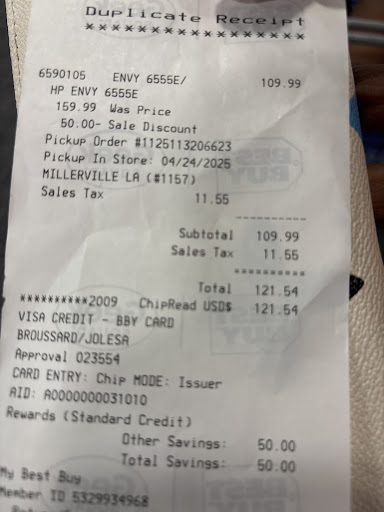 Duplicate Receipt
* * * * * * * * * * * * * * * * *
6590105 ENVY 6555E/ 109.99
HP ENVY 6555E
159.99 Was Price
50.00- Sale Discount
Pickup Order #1125113206623
Pickup In Store: 04/24/2025
MILLERVILLE LA (#1157)
Sales Tax 11.55
----------
Subtotal 109.99
Sales Tax 11.55
**********
Total 121.54
**********2009 ChipRead USD$ 121.54
VISA CREDIT - BBY CARD
BROUSSARD/JOLESA
Approval 023554
CARD ENTRY: Chip MODE: Issuer
AID: A0000000031010
Rewards (Standard Credit)
Other Savings: 50.00
Total Savings: 50.00
My Best Buy
Member ID 5329934968